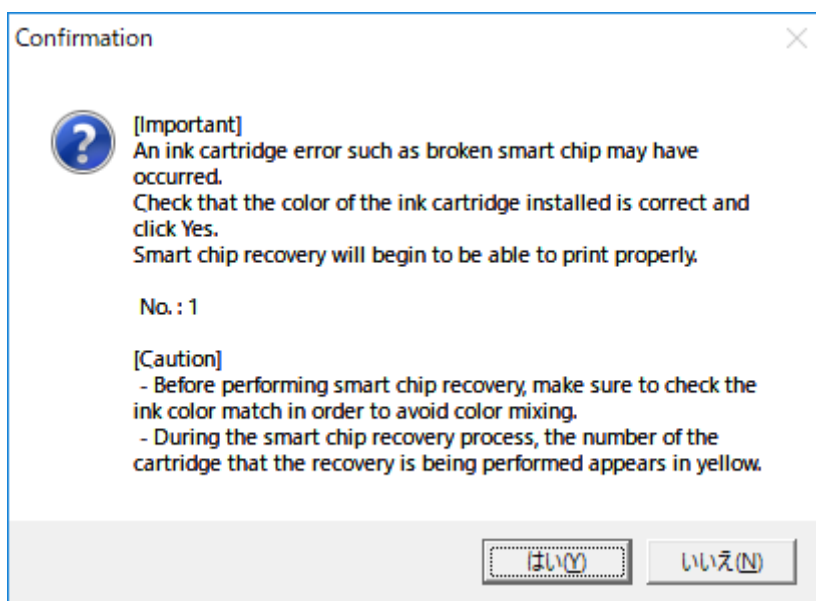 Confirmation
[Important]
An ink cartridge error such as broken smart chip may have
occurred.
Check that the color of the ink cartridge installed is correct and
click Yes.
Smart chip recovery will begin to be able to print properly.
No. : 1
[Caution]
- Before performing smart chip recovery, make sure to check the
ink color match in order to avoid color mixing.
- During the smart chip recovery process, the number of the
cartridge that the recovery is being performed appears in yellow.
はい(Y)
いいえ(N)